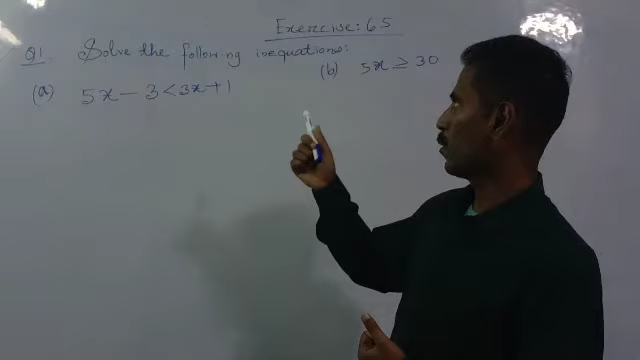 Exercise: 6.5
Q1. Solve the following inequations:
(a) 5x - 3 < 3x + 1
(b) 5x ≥ 30